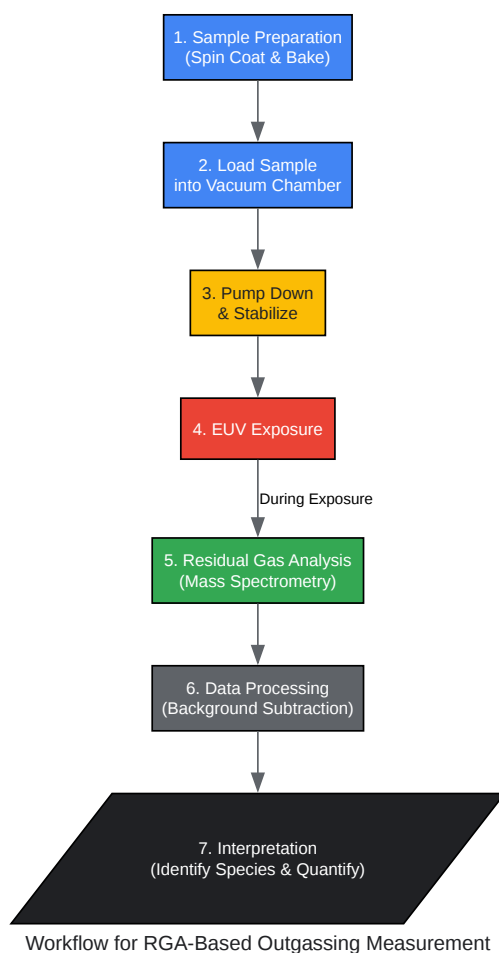 1. Sample Preparation
(Spin Coat & Bake)
2. Load Sample
into Vacuum Chamber
3. Pump Down
& Stabilize
4. EUV Exposure
During Exposure
5. Residual Gas Analysis
(Mass Spectrometry)
6. Data Processing
(Background Subtraction)
7. Interpretation
(Identify Species & Quantify)
Workflow for RGA-Based Outgassing Measurement